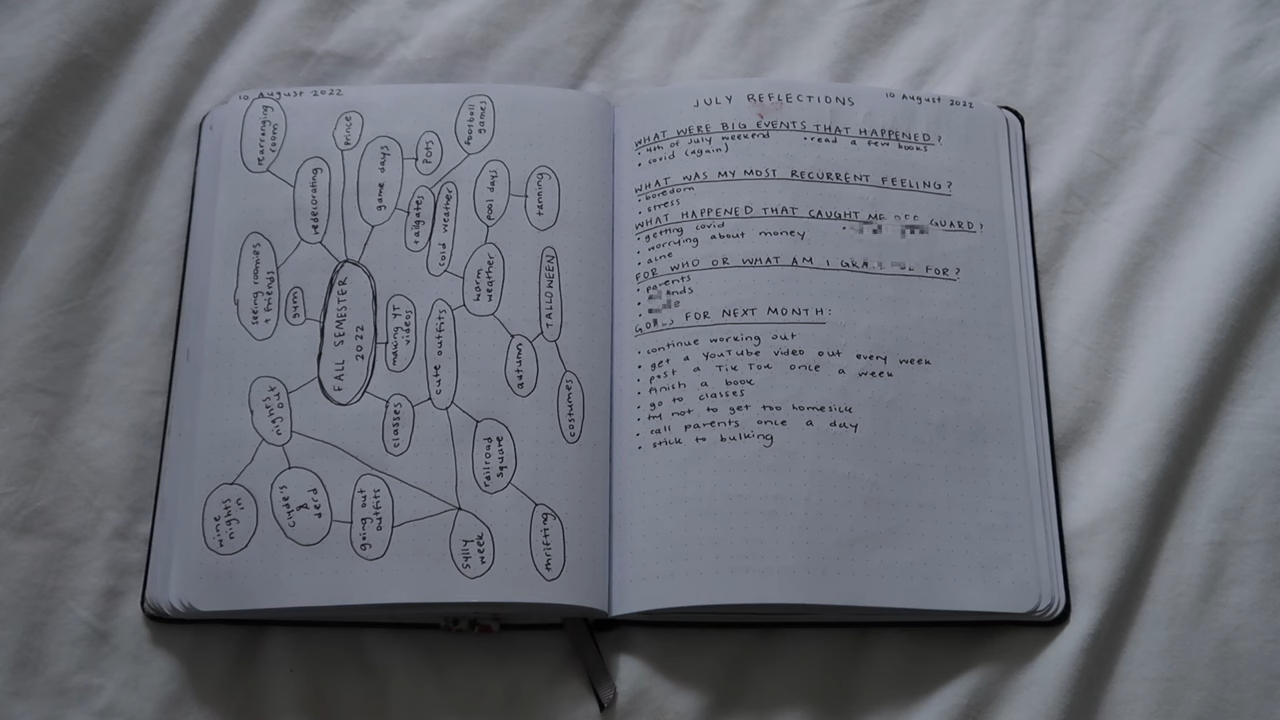 10 August 2022
rearranging
room
prince
football
games
game days
pots
redecorating
tailgates
cold weather
pool days
tanning
seeing roomies
+ friends
gym
FALL SEMESTER
2022
making YT
videos
warm
weather
TALLOWEEN
cute outfits
autumn
costumes
nights
out
classes
railroad
square
wine
nights
in
clyde's
&
derd
going out
outfits
sylly
week
thrifting
JULY REFLECTIONS
10 August 2022
WHAT WERE BIG EVENTS THAT HAPPENED?
• 4th of July weekend • read a few books
• covid (again)
WHAT WAS MY MOST RECURRENT FEELING?
• boredom
• stress
WHAT HAPPENED THAT CAUGHT ME OFF GUARD?
• getting covid
• worrying about money
• acne
FOR WHO OR WHAT AM I FOR?
• parents
FOR NEXT MONTH:
• continue working out
• get a YouTube video out every week
• post a TikTok once a week
• finish a book
• go to classes
• try not to get too homesick
• call parents once a day
• stick to bulking